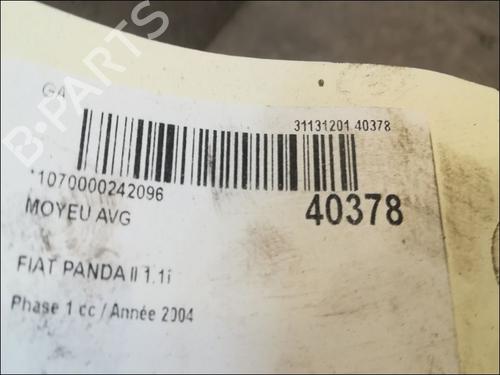 B-PARTS
GA
31131201 40378
*1070000242096
40378
MOYEU AVG
FIAT PANDA II 1.1i
Phase 1 cc / Année 2004